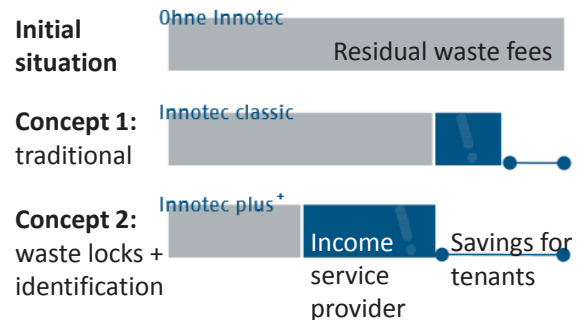 Initial
situation
Ohne Innotec
Residual waste fees
Concept 1:
traditional
Innotec classic
!
Concept 2:
waste locks +
identification
Innotec plus+
!
Income
service
provider
Savings for
tenants